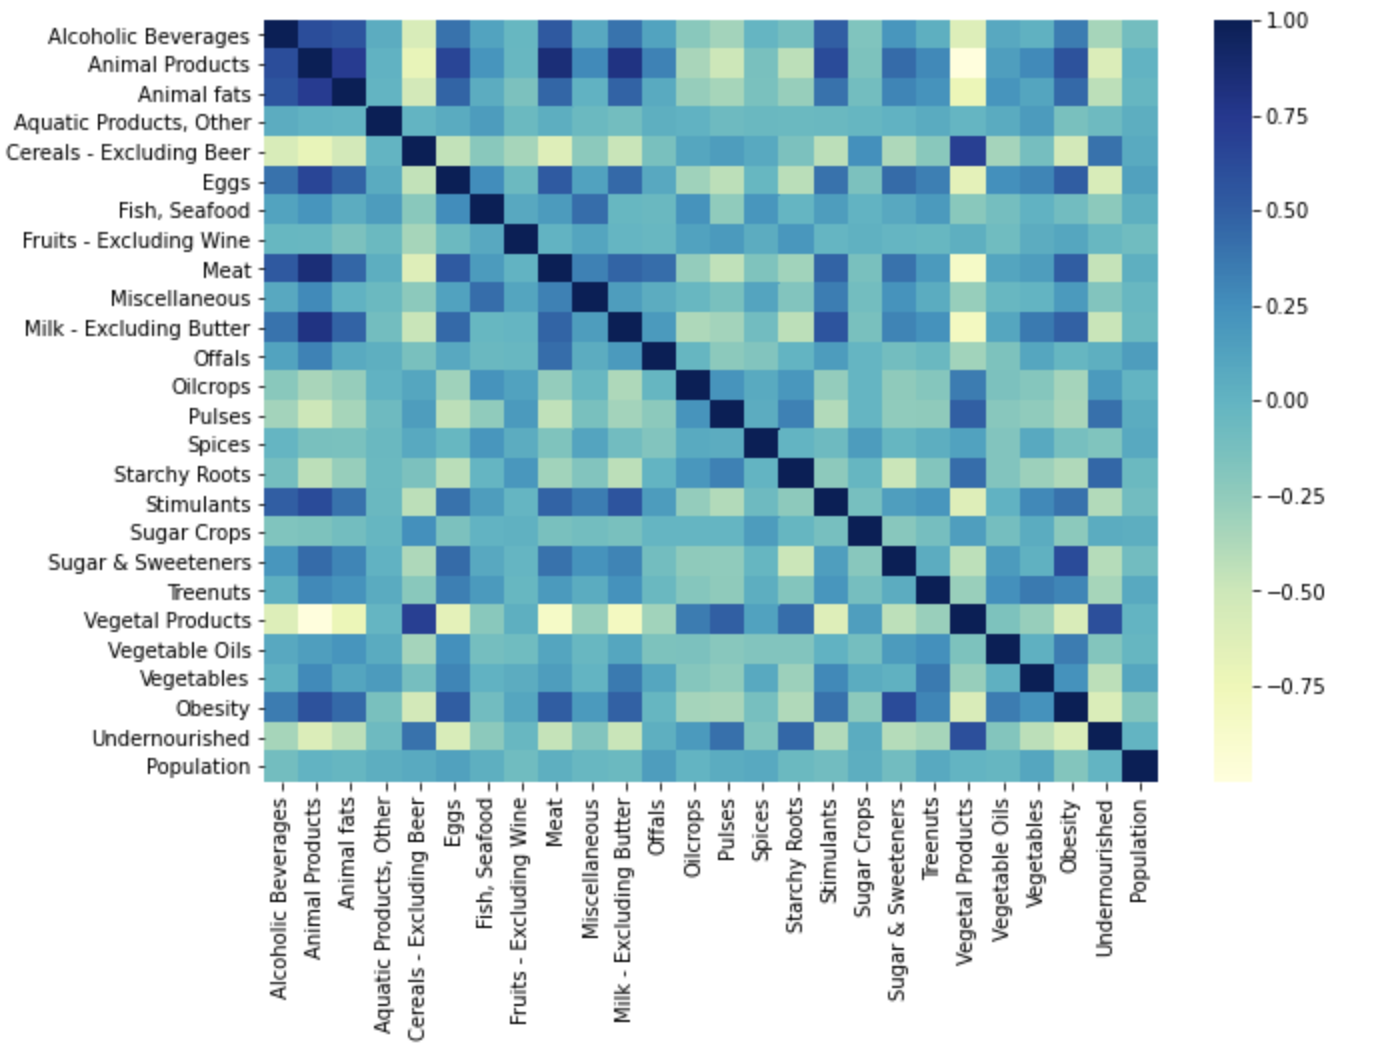 Alcoholic Beverages
Animal Products
Animal fats
Aquatic Products, Other
Cereals - Excluding Beer
Eggs
Fish, Seafood
Fruits - Excluding Wine
Meat
Miscellaneous
Milk - Excluding Butter
Offals
Oilcrops
Pulses
Spices
Starchy Roots
Stimulants
Sugar Crops
Sugar & Sweeteners
Treenuts
Vegetal Products
Vegetable Oils
Vegetables
Obesity
Undernourished
Population
Alcoholic Beverages
Animal Products
Animal fats
Aquatic Products, Other
Cereals - Excluding Beer
Eggs
Fish, Seafood
Fruits - Excluding Wine
Meat
Miscellaneous
Milk - Excluding Butter
Offals
Oilcrops
Pulses
Spices
Starchy Roots
Stimulants
Sugar Crops
Sugar & Sweeteners
Treenuts
Vegetal Products
Vegetable Oils
Vegetables
Obesity
Undernourished
Population
1.00
0.75
0.50
0.25
0.00
−0.25
−0.50
−0.75